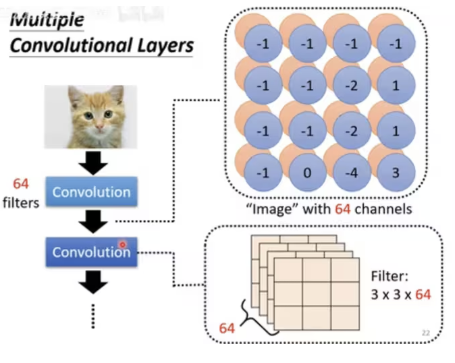 Multiple
Convolutional Layers
-1 -1 -1 -1
-1 -1 -2 1
-1 -1 -2 1
-1 0 -4 3
64
filters
Convolution
"Image" with 64 channels
Convolution
Filter:
3 x 3 x 64
64
22